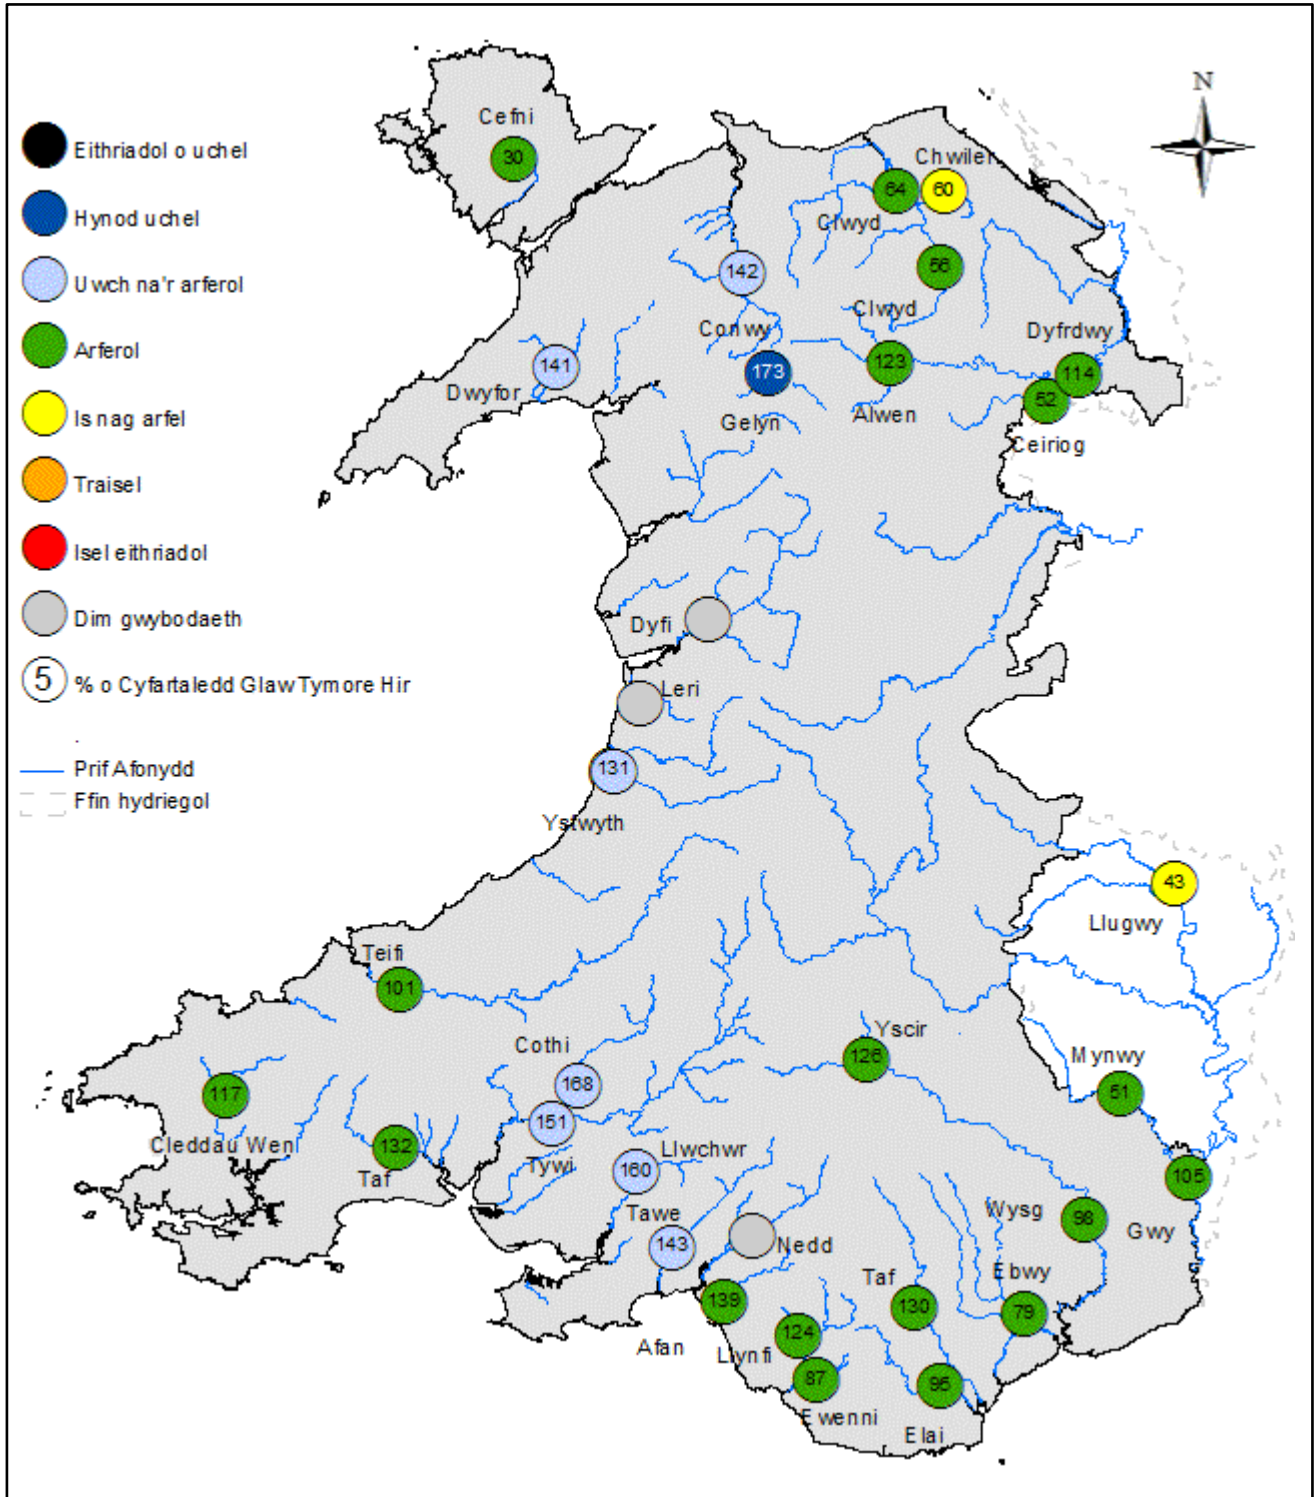 N
Eithriadol o uchel
Hynod uchel
Uwch na'r arferol
Arferol
Is nag arfel
Traisel
Isel eithriadol
Dim gwybodaeth
5 % o Cyfartaledd Glaw Tymore Hir
Prif Afonydd
Ffin hydriegol
Cefni
30
Chwiler
64
60
Clwyd
56
142
Conwy
Clwyd
Dyfrdwy
141
173
123
114
52
Dwyfor
Gelyn
Alwen
Ceiriog
Dyfi
Leri
131
Ystwyth
43
Llugwy
Teifi
101
Cothi
Yscir
126
Mynwy
168
51
117
151
Cleddau Wen
132
Taf
Tywi
Llwchwr
160
105
Tawe
Wysg
98
Gwy
143
Nedd
Taf
Ebwy
139
130
79
Afan
124
Llynfi
87
95
Ewenni
Elai